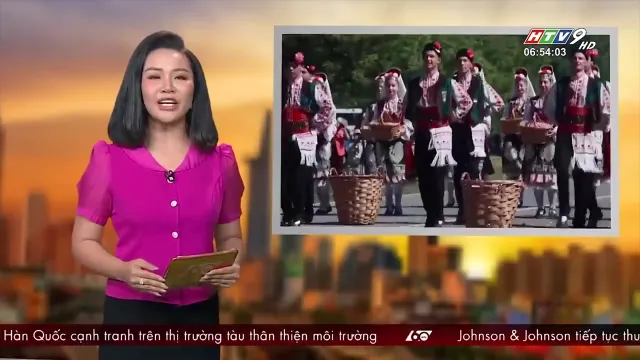 HTV9 HD
06:54:03
Hàn Quốc cạnh tranh trên thị trường tàu thân thiện môi trường
60
Johnson & Johnson tiếp tục thu